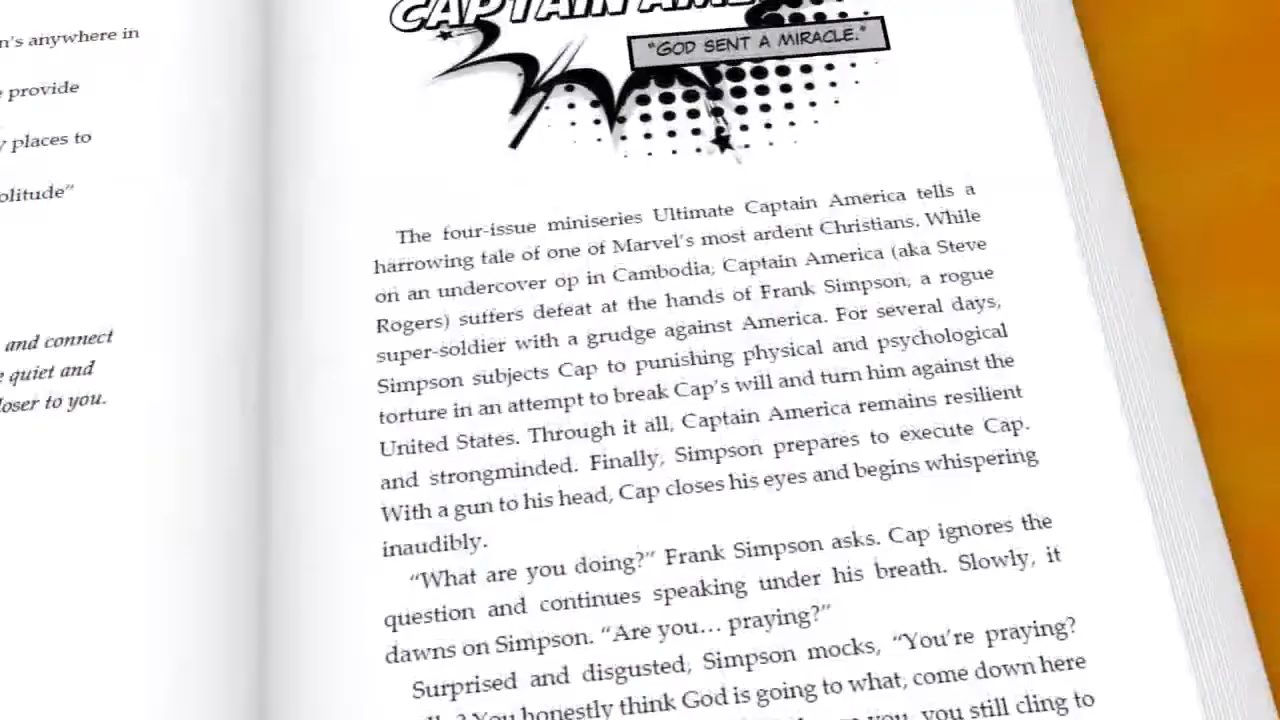 n's anywhere in
provide
places to
olitude"
and connect
quiet and
loser to you.
CAPTAIN AME
"GOD SENT A MIRACLE."
The four-issue miniseries Ultimate Captain America tells a
harrowing tale of one of Marvel's most ardent Christians. While
on an undercover op in Cambodia, Captain America (aka Steve
Rogers) suffers defeat at the hands of Frank Simpson, a rogue
super-soldier with a grudge against America. For several days,
Simpson subjects Cap to punishing physical and psychological
torture in an attempt to break Cap's will and turn him against the
United States. Through it all, Captain America remains resilient
and strongminded. Finally, Simpson prepares to execute Cap.
With a gun to his head, Cap closes his eyes and begins whispering
inaudibly.
"What are you doing?" Frank Simpson asks. Cap ignores the
question and continues speaking under his breath. Slowly, it
dawns on Simpson. "Are you... praying?"
Surprised and disgusted, Simpson mocks, "You're praying?
You honestly think God is going to what, come down here
you, you still cling to